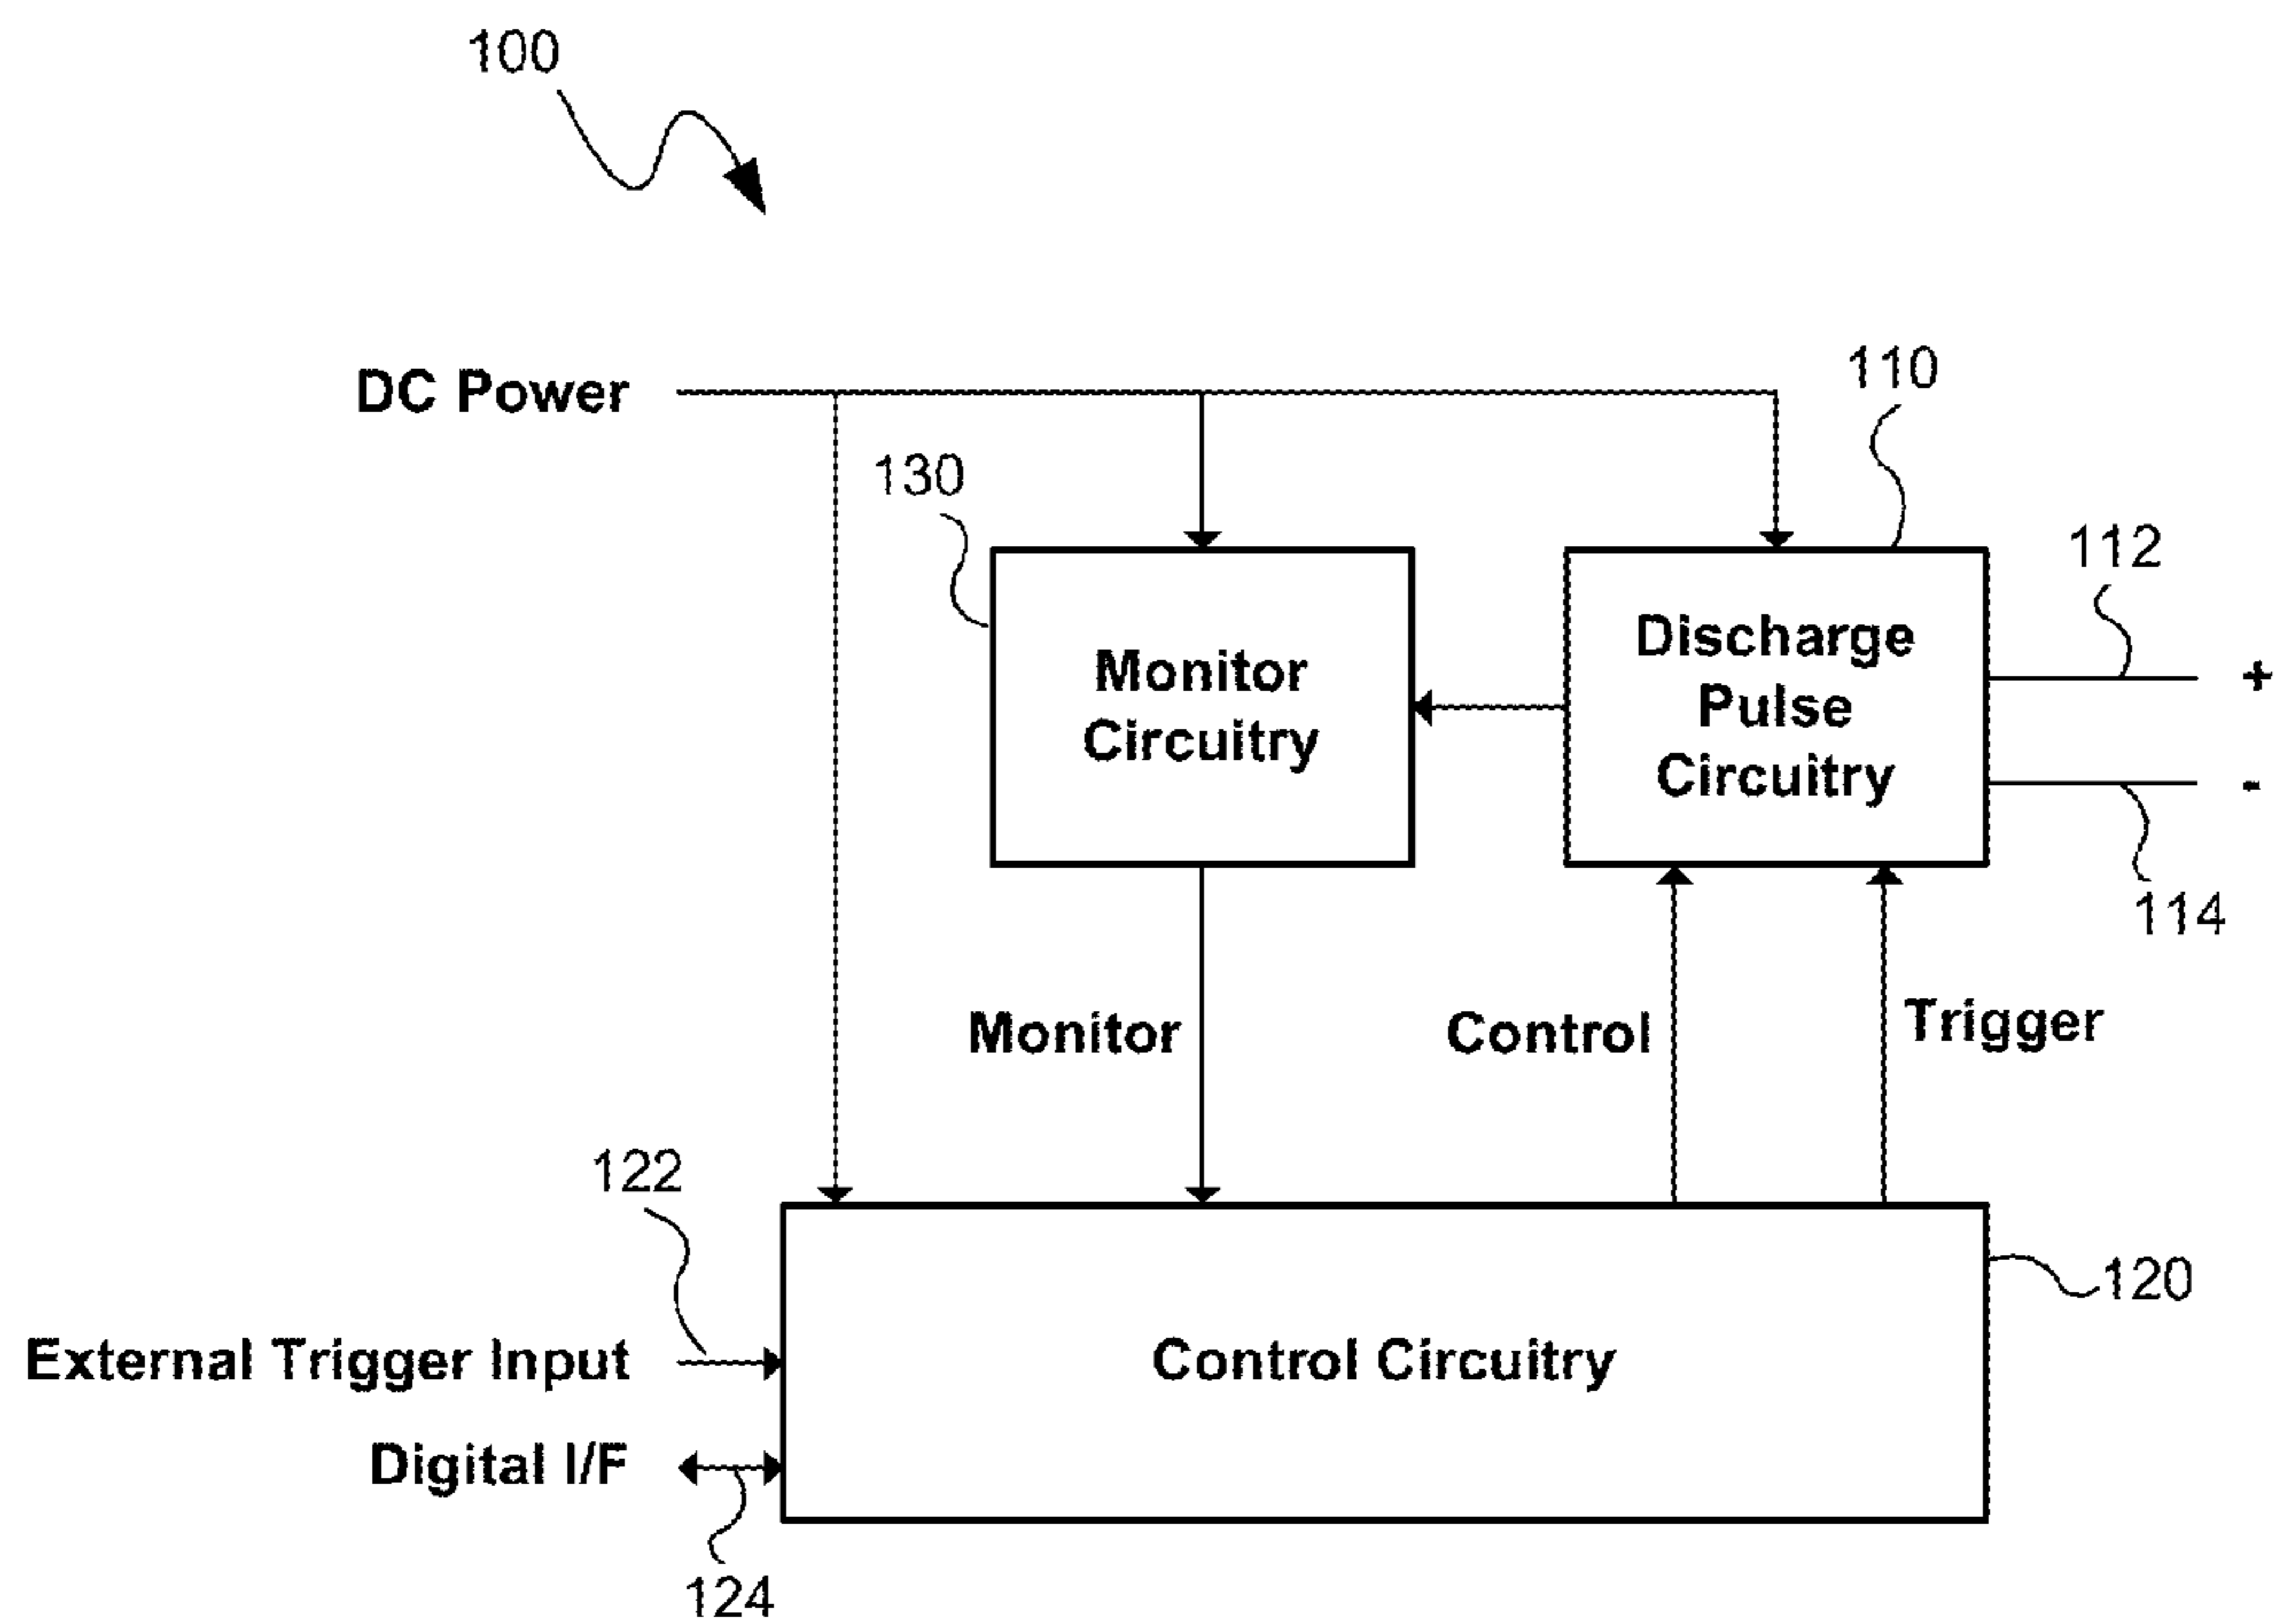 100
DC Power
110
130
112
Discharge
Pulse
Circuitry
+
-
Monitor
Circuitry
114
Monitor
Control
Trigger
122
120
External Trigger Input
Control Circuitry
Digital I/F
124